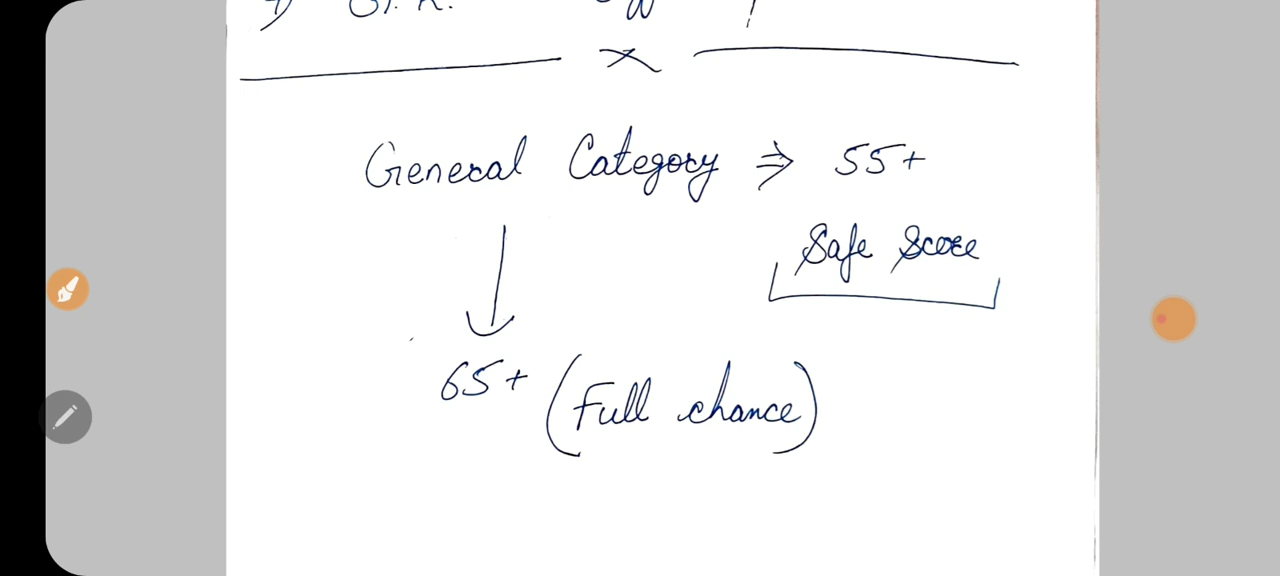 General Category ⇒ 55+
Safe Score
65+ (Full chance)